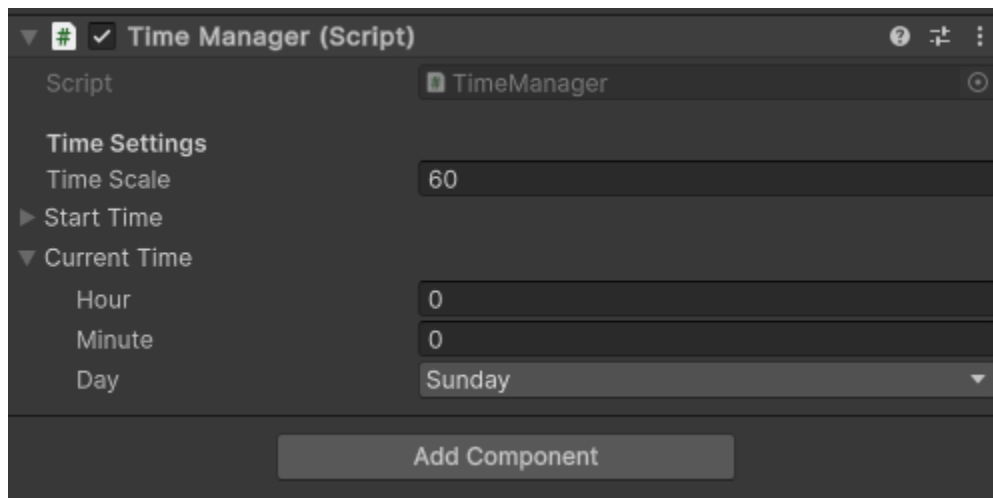 # Time Manager (Script)
Script # TimeManager
Time Settings
Time Scale 60
Start Time
Current Time
Hour 0
Minute 0
Day Sunday
Add Component